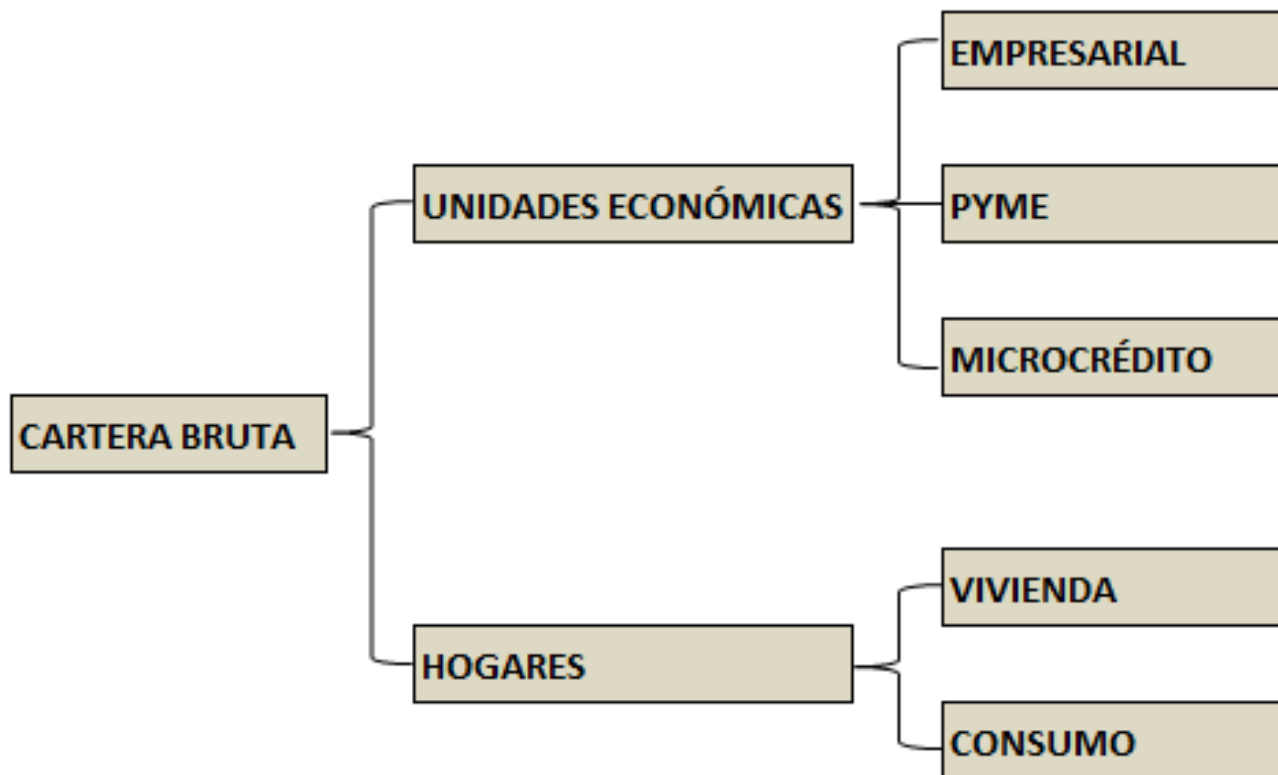 CARTERA BRUTA
UNIDADES ECONÓMICAS
EMPRESARIAL
PYME
MICROCRÉDITO
HOGARES
VIVIENDA
CONSUMO